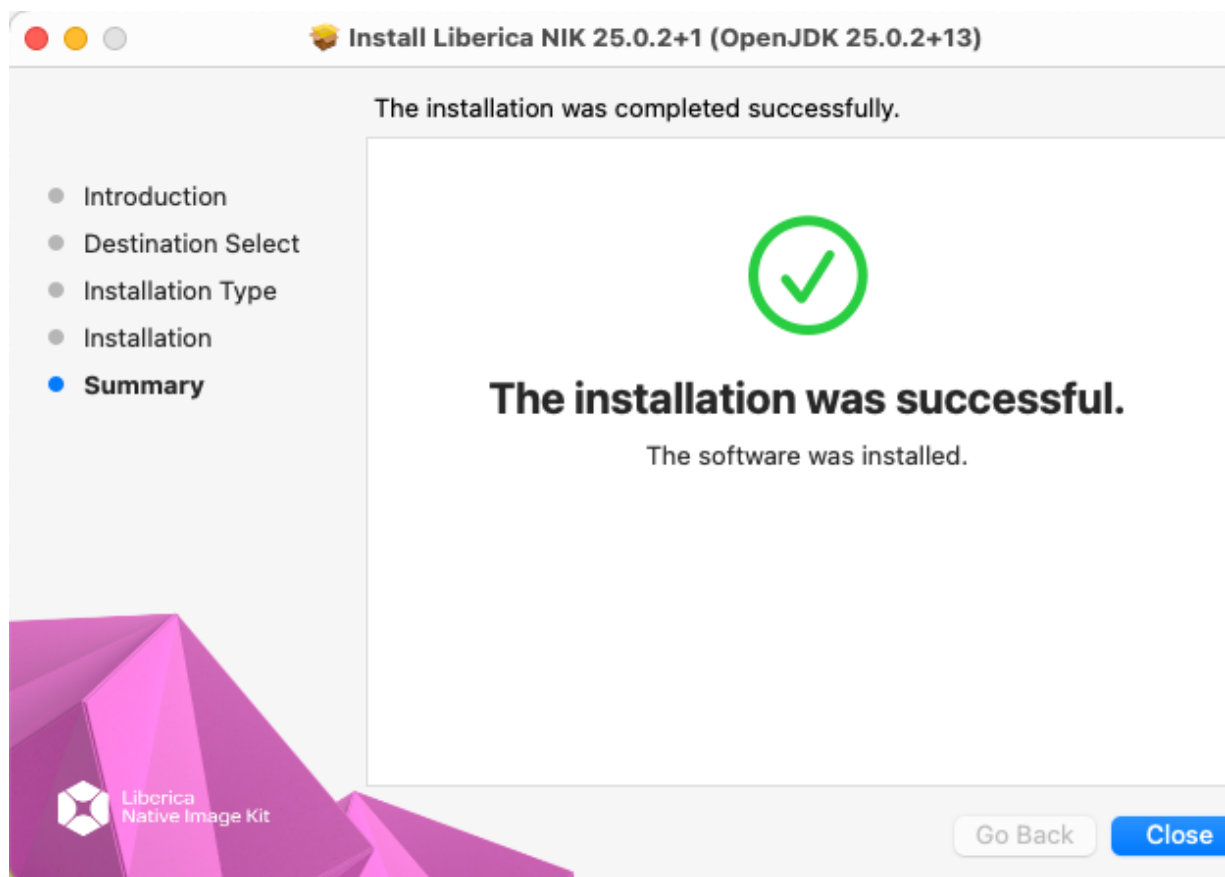 Install Liberica NIK 25.0.2+1 (OpenJDK 25.0.2+13)
The installation was completed successfully.
Introduction
Destination Select
Installation Type
Installation
Summary
The installation was successful.
The software was installed.
Liberica
Native Image Kit
Go Back
Close